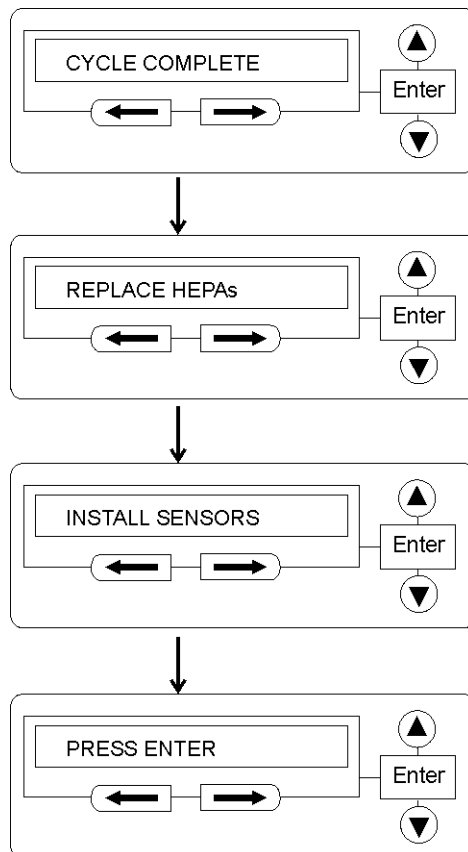 CYCLE COMPLETE
Enter
REPLACE HEPAs
Enter
INSTALL SENSORS
Enter
PRESS ENTER
Enter